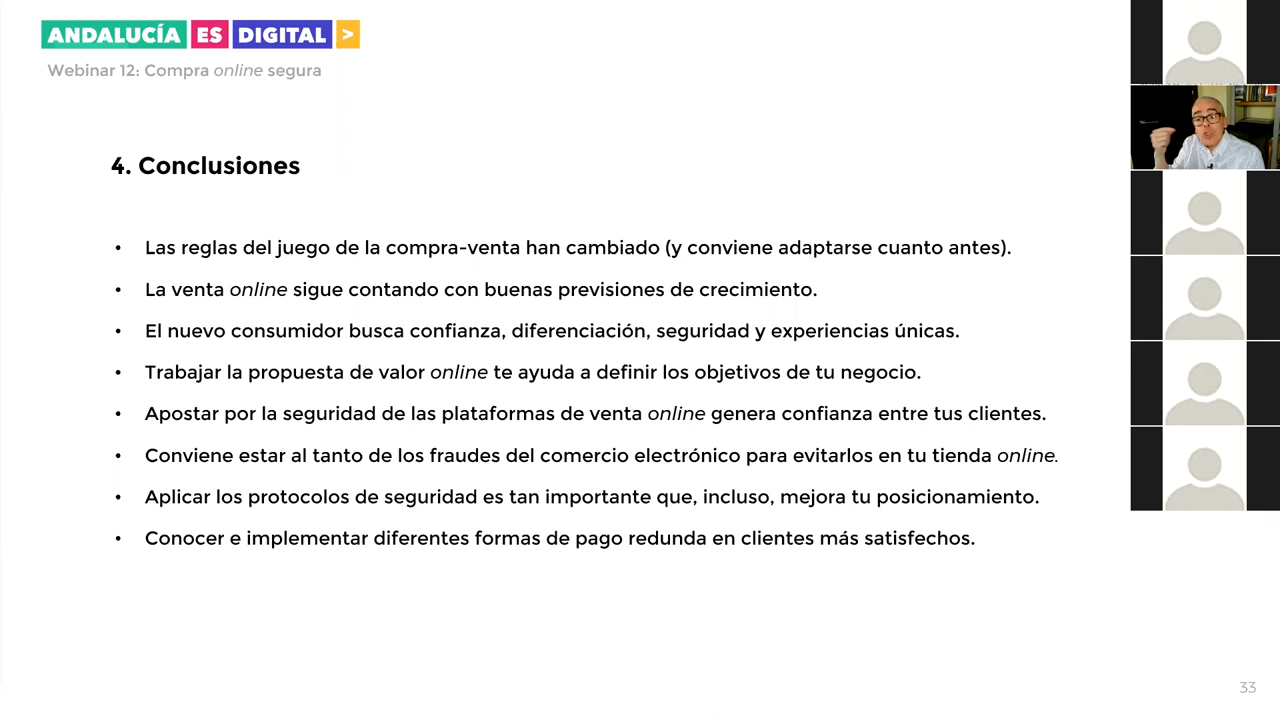 ANDALUCÍA ES DIGITAL >
Webinar 12: Compra online segura
4. Conclusiones
• Las reglas del juego de la compra-venta han cambiado (y conviene adaptarse cuanto antes).
• La venta online sigue contando con buenas previsiones de crecimiento.
• El nuevo consumidor busca confianza, diferenciación, seguridad y experiencias únicas.
• Trabajar la propuesta de valor online te ayuda a definir los objetivos de tu negocio.
• Apostar por la seguridad de las plataformas de venta online genera confianza entre tus clientes.
• Conviene estar al tanto de los fraudes del comercio electrónico para evitarlos en tu tienda online.
• Aplicar los protocolos de seguridad es tan importante que, incluso, mejora tu posicionamiento.
• Conocer e implementar diferentes formas de pago redunda en clientes más satisfechos.
33